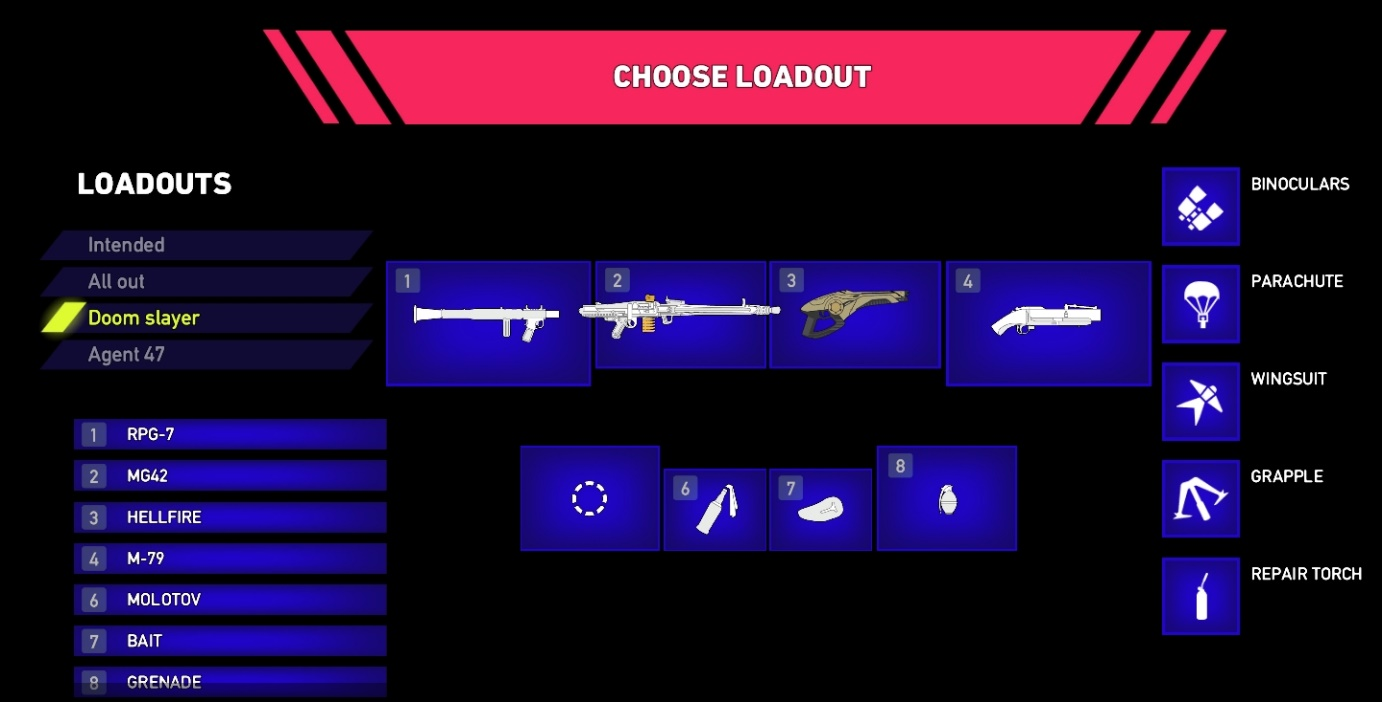 CHOOSE LOADOUT
LOADOUTS
Intended
All out
Doom slayer
Agent 47
1 RPG-7
2 MG42
3 HELLFIRE
4 M-79
6 MOLOTOV
7 BAIT
8 GRENADE
1
2
3
4
6
7
8
BINOCULARS
PARACHUTE
WINGSUIT
GRAPPLE
REPAIR TORCH